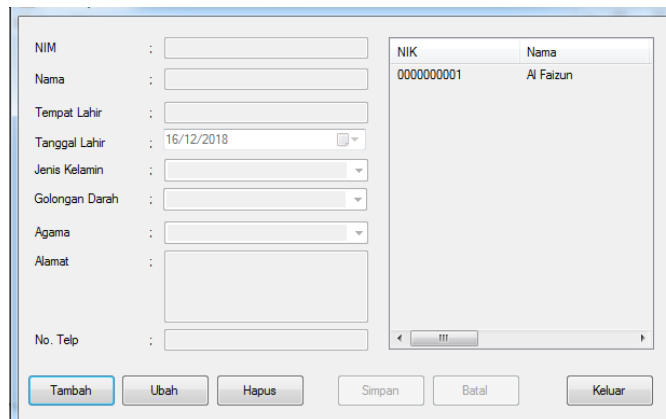 NIM :
Nama :
Tempat Lahir :
Tanggal Lahir : 16/12/2018
Jenis Kelamin :
Golongan Darah :
Agama :
Alamat :
No. Telp :
NIK Nama
0000000001 Al Faizun
Tambah Ubah Hapus Simpan Batal Keluar